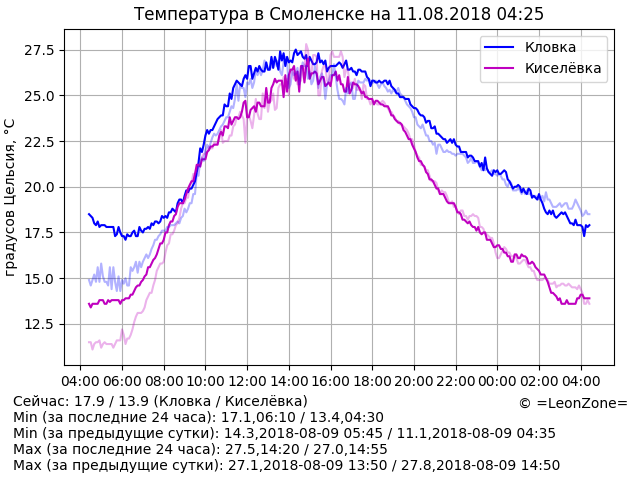 Температура в Смоленске на 11.08.2018 04:25
градусов Цельсия, °C
27.5
25.0
22.5
20.0
17.5
15.0
12.5
Кловка
Киселёвка
04:00 06:00 08:00 10:00 12:00 14:00 16:00 18:00 20:00 22:00 00:00 02:00 04:00
Сейчас: 17.9 / 13.9 (Кловка / Киселёвка)
© =LeonZone=
Min (за последние 24 часа): 17.1,06:10 / 13.4,04:30
Min (за предыдущие сутки): 14.3,2018-08-09 05:45 / 11.1,2018-08-09 04:35
Max (за последние 24 часа): 27.5,14:20 / 27.0,14:55
Max (за предыдущие сутки): 27.1,2018-08-09 13:50 / 27.8,2018-08-09 14:50